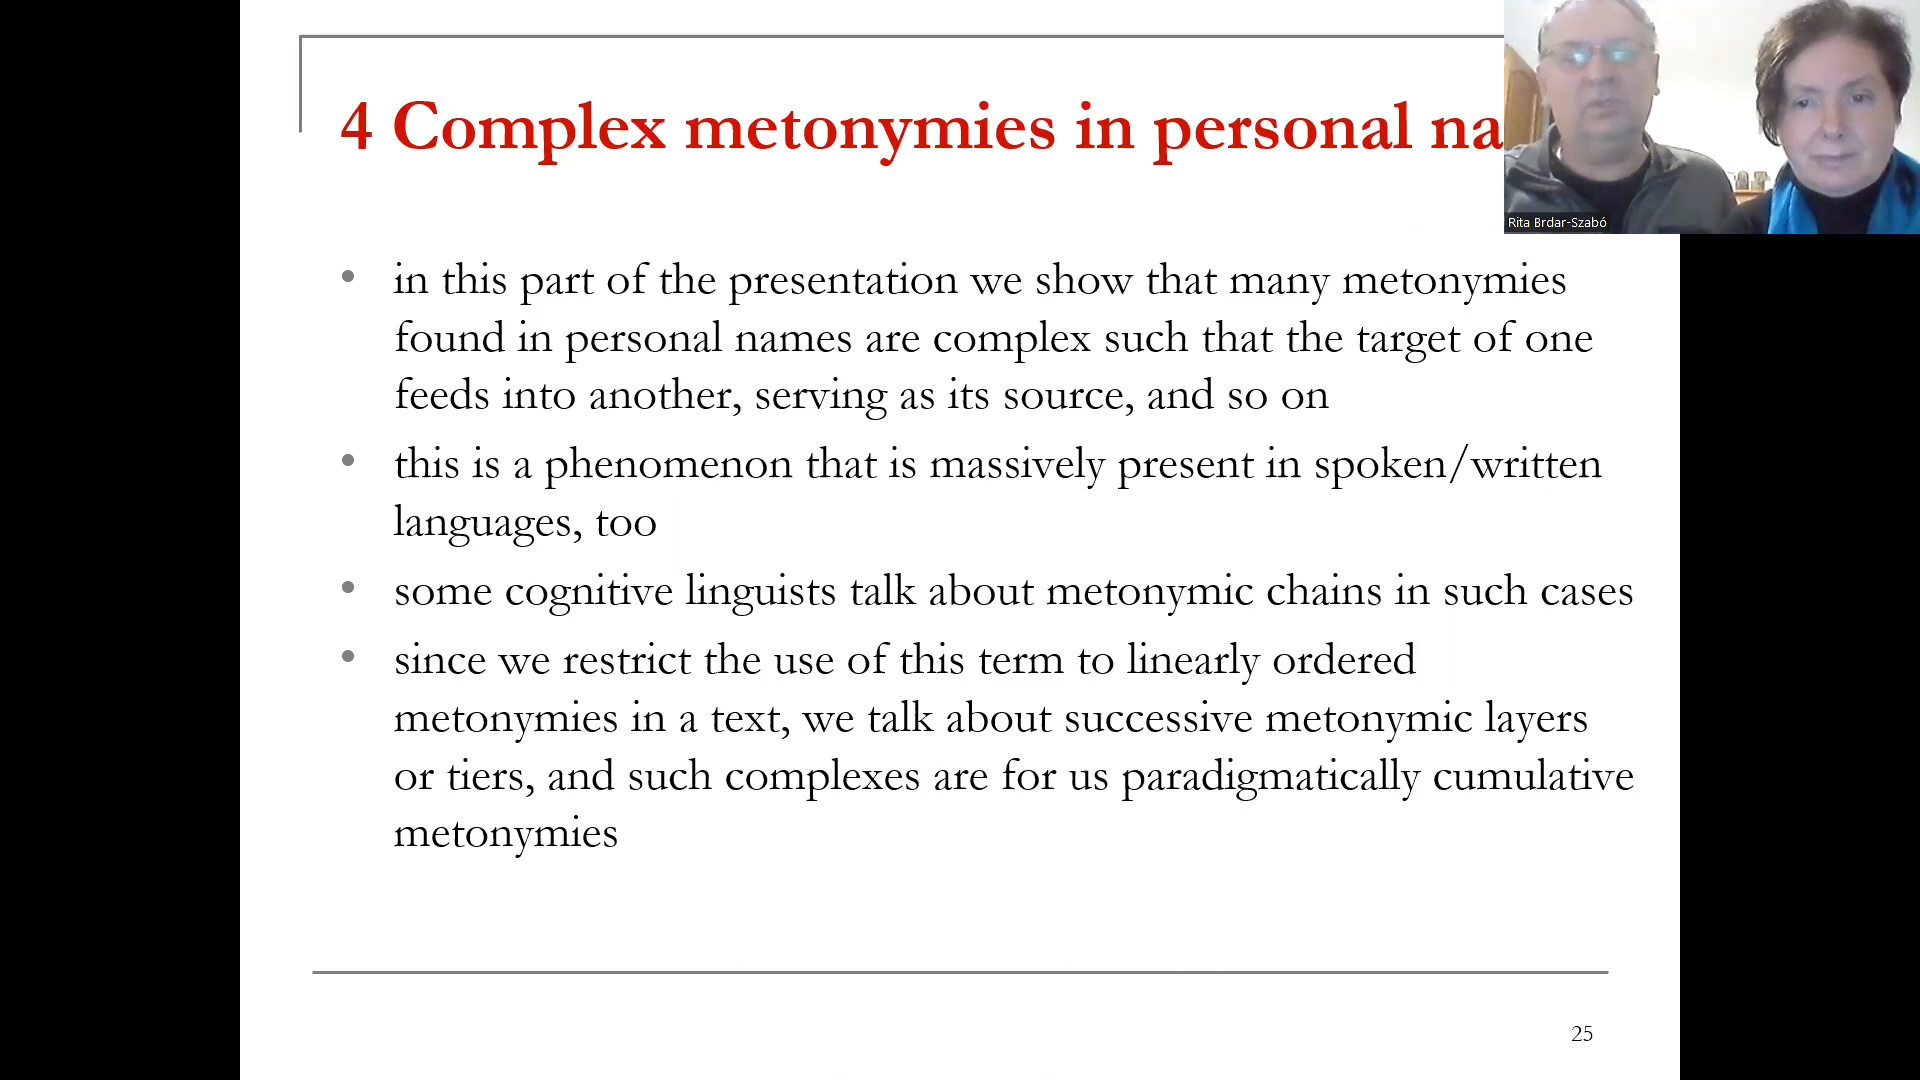 4 Complex metonymies in personal na
Rita Brdar-Szabó
• in this part of the presentation we show that many metonymies
found in personal names are complex such that the target of one
feeds into another, serving as its source, and so on
• this is a phenomenon that is massively present in spoken/written
languages, too
• some cognitive linguists talk about metonymic chains in such cases
• since we restrict the use of this term to linearly ordered
metonymies in a text, we talk about successive metonymic layers
or tiers, and such complexes are for us paradigmatically cumulative
metonymies
25